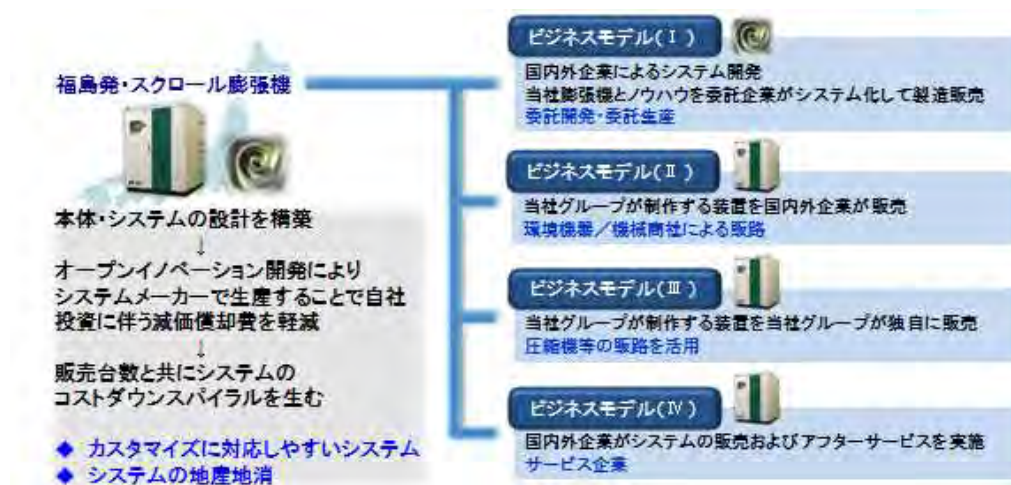 福島発・スクロール膨張機
本体・システムの設計を構築
↓
オープンイノベーション開発により
システムメーカーで生産することで自社
投資に伴う減価償却費を軽減
↓
販売台数と共にシステムの
コストダウンスパイラルを生む
◆ カスタマイズに対応しやすいシステム
◆ システムの地産地消
ビジネスモデル(Ⅰ)
国内外企業によるシステム開発
当社膨張機とノウハウを委託企業がシステム化して製造販売
委託開発・委託生産
ビジネスモデル(Ⅱ)
当社グループが制作する装置を国内外企業が販売
環境機器／機械商社による販路
ビジネスモデル(Ⅲ)
当社グループが制作する装置を当社グループが独自に販売
圧縮機等の販路を活用
ビジネスモデル(Ⅳ)
国内外企業がシステムの販売およびアフターサービスを実施
サービス企業